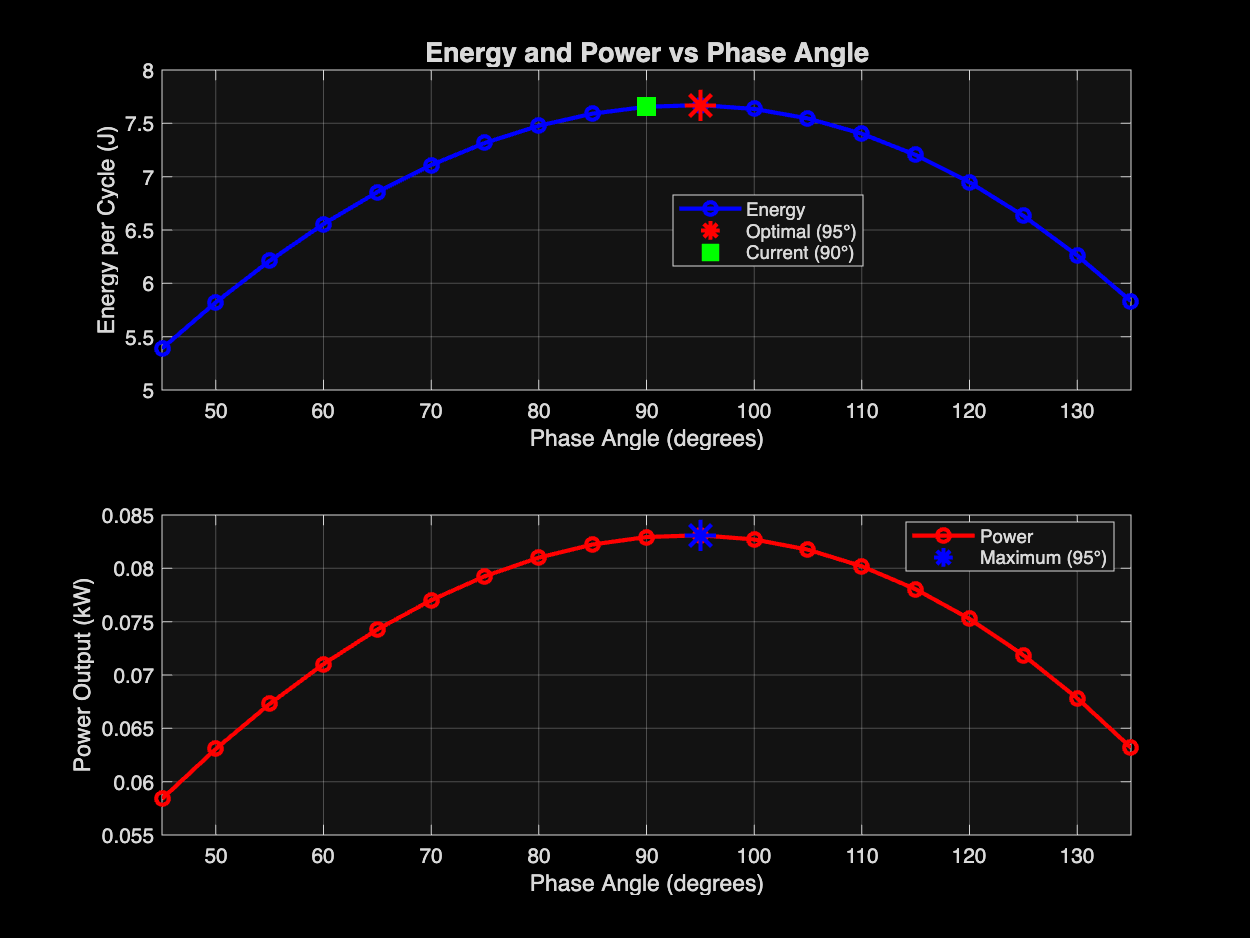 Energy and Power vs Phase Angle
8
7.5
7
6.5
6
5.5
5
Energy per Cycle (J)
Energy
Optimal (95°)
Current (90°)
50 60 70 80 90 100 110 120 130
Phase Angle (degrees)
0.085
0.08
0.075
0.07
0.065
0.06
0.055
Power Output (kW)
Power
Maximum (95°)
50 60 70 80 90 100 110 120 130
Phase Angle (degrees)